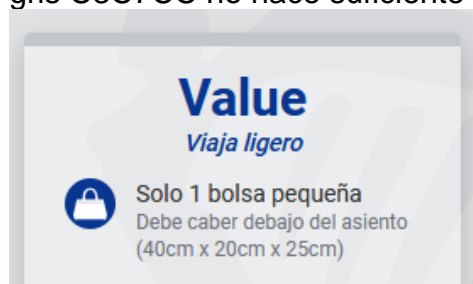 Value
Viaja ligero
Solo 1 bolsa pequeña
Debe caber debajo del asiento
(40cm x 20cm x 25cm)